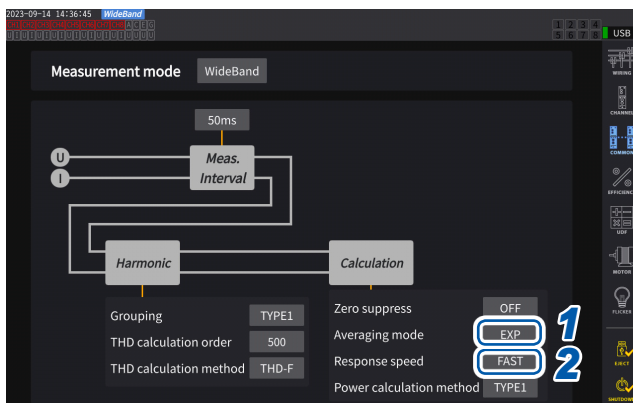 2023-09-14 14:36:45 WideBand
1 2 3 4
5 6 7 8
USB
Measurement mode WideBand
WIRING
CHANNEL
COMMON
EFFICIENCY
UDF
MOTOR
FLICKER
EJECT
SHUTDOWN
50ms
U
I
Meas.
Interval
Harmonic
Calculation
Grouping TYPE1
THD calculation order 500
THD calculation method THD-F
Zero suppress OFF
Averaging mode EXP 1
Response speed FAST 2
Power calculation method TYPE1